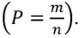 (P = m/n).